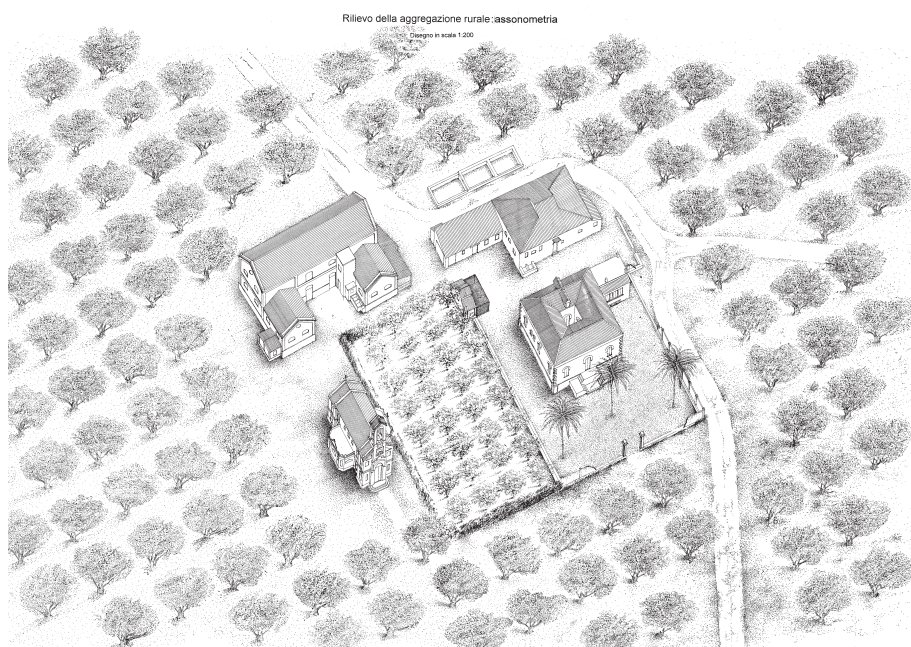 Rilievo della aggregazione rurale:assonometria
Disegno in scala 1:200